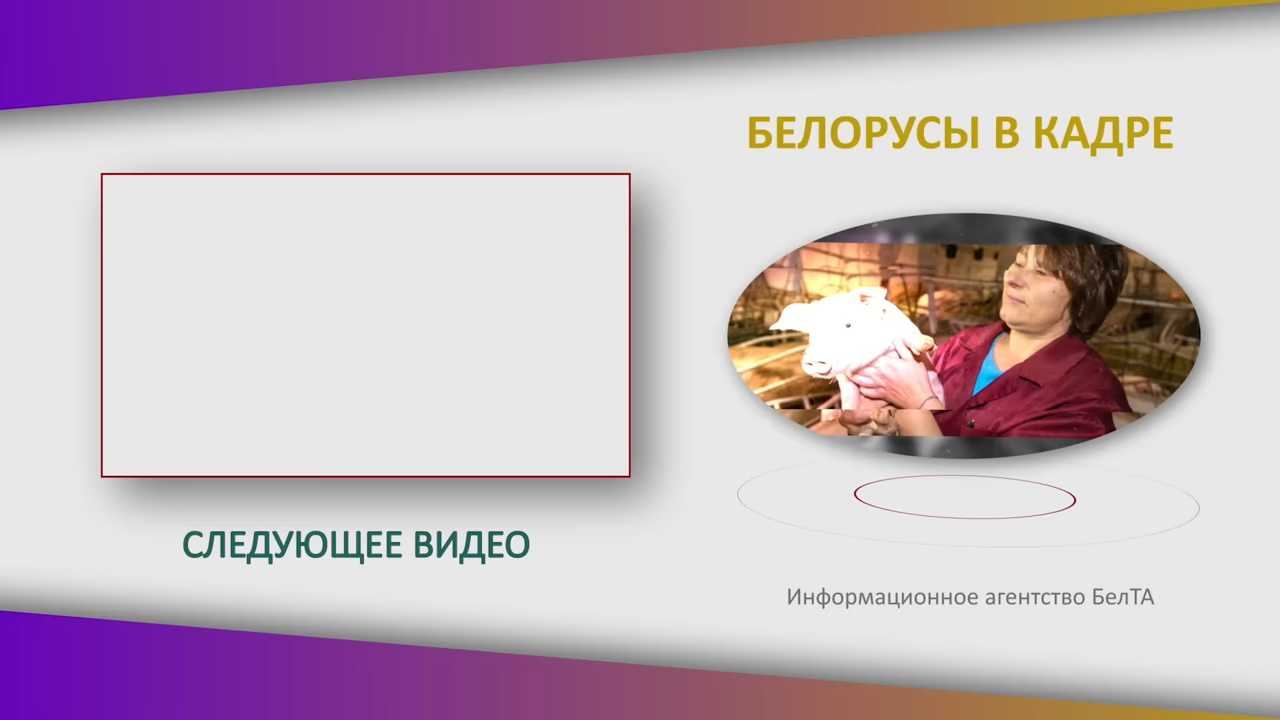 БЕЛОРУСЫ В КАДРЕ
СЛЕДУЮЩЕЕ ВИДЕО
Информационное агентство БелТА